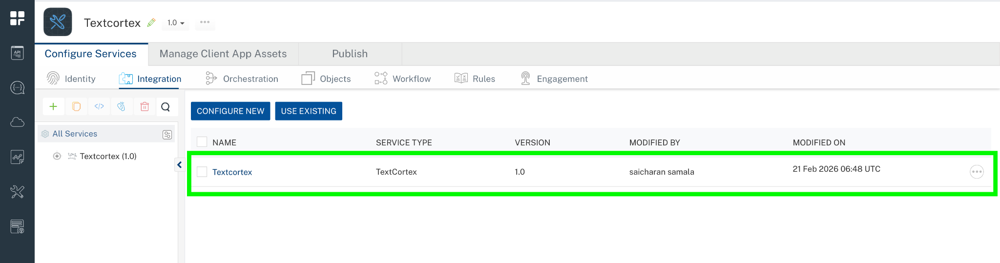 Textcortex 1.0
Configure Services Manage Client App Assets Publish
Identity Integration Orchestration Objects Workflow Rules Engagement
API
{...}
</>
CONFIGURE NEW USE EXISTING
All Services
Textcortex (1.0)
NAME SERVICE TYPE VERSION MODIFIED BY MODIFIED ON
Textcortex TextCortex 1.0 saicharan samala 21 Feb 2026 06:48 UTC